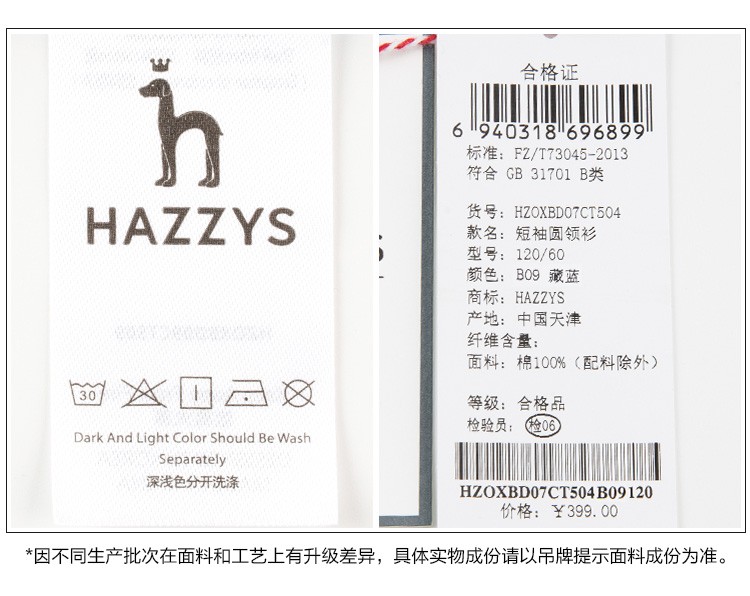 HAZZYS
30
Dark And Light Color Should Be Wash
Separately
深浅色分开洗涤
合格证
6 940318 696899
标准: FZ/T73045-2013
符合 GB 31701 B类
货号: HZOXBD07CT504
款名: 短袖圆领衫
型号: 120/60
颜色: B09 藏蓝
商标: HAZZYS
产地: 中国天津
纤维含量:
面料: 棉100%（配料除外）
等级: 合格品
检验员: 检06
HZOXBD07CT504B09120
价格: ￥399.00
*因不同生产批次在面料和工艺上有升级差异，具体实物成份请以吊牌提示面料成份为准。